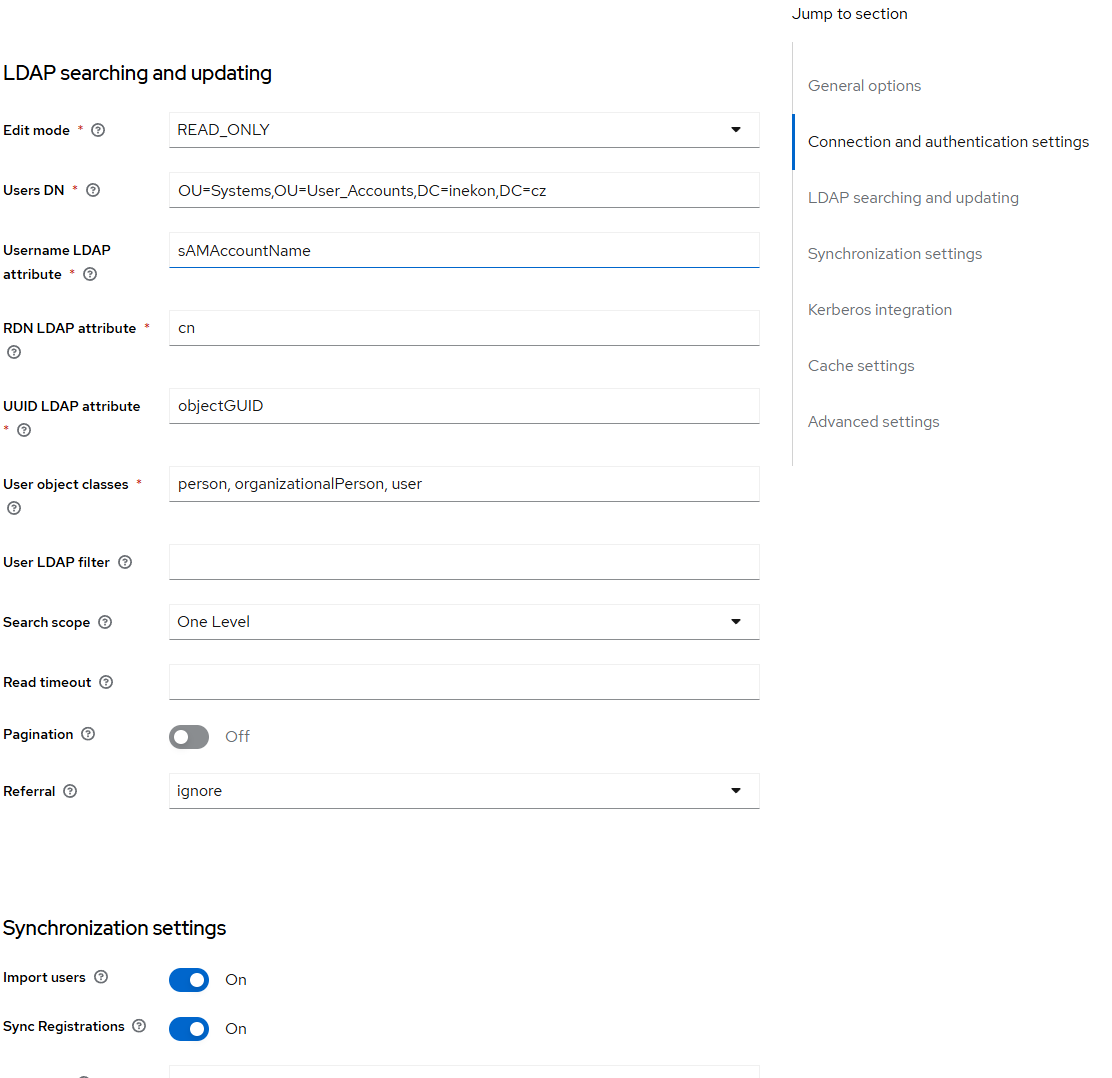 Jump to section
General options
Connection and authentication settings
LDAP searching and updating
Synchronization settings
Kerberos integration
Cache settings
Advanced settings
LDAP searching and updating
Edit mode *
READ_ONLY
Users DN *
OU=Systems,OU=User_Accounts,DC=inekon,DC=cz
Username LDAP
attribute *
sAMAccountName
RDN LDAP attribute *
cn
UUID LDAP attribute
*
objectGUID
User object classes *
person, organizationalPerson, user
User LDAP filter
Search scope
One Level
Read timeout
Pagination
Off
Referral
ignore
Synchronization settings
Import users
On
Sync Registrations
On